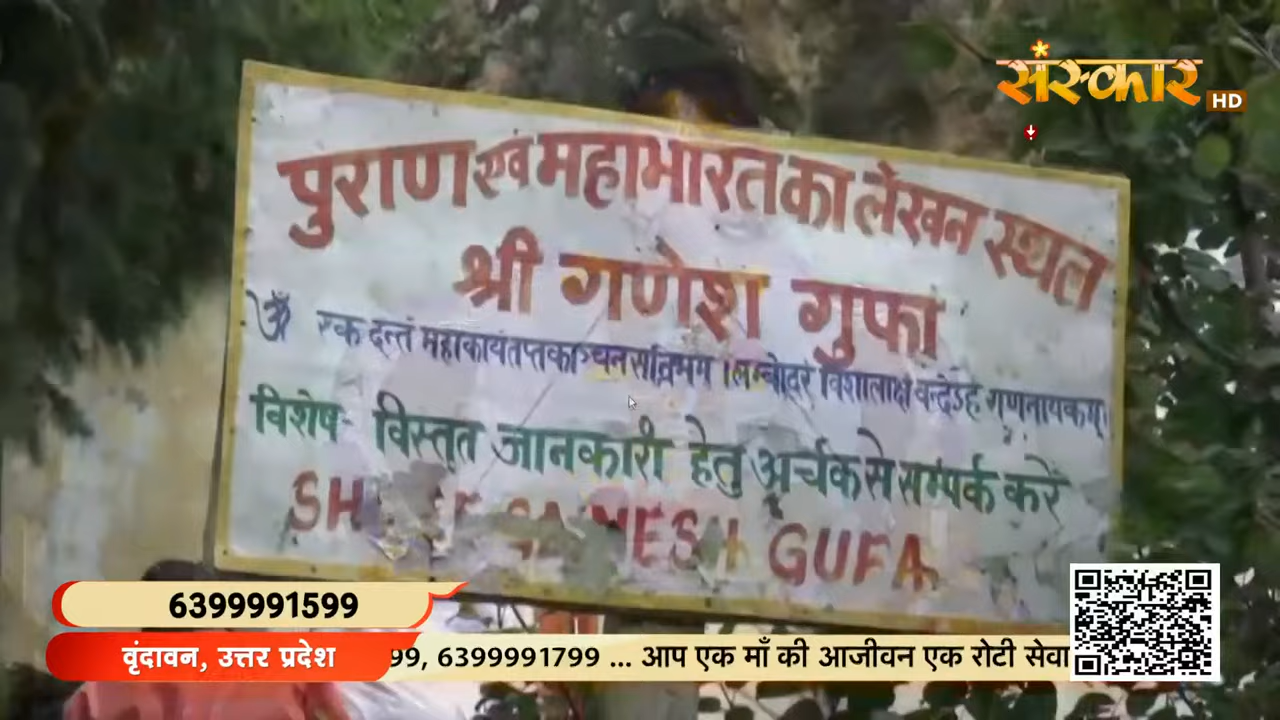 संस्कार HD
पुराण एवं महाभारत का लेखन स्थल
श्री गणेश गुफा
ॐ एक दन्तं महाकायंतप्तकाञ्चनसन्निभम । लम्बोदरं विशालाक्षं वन्देऽहं गणनायकम्।
विशेष- विस्तृत जानकारी हेतु अर्चक से सम्पर्क करें
GUFA
6399991599
वृंदावन, उत्तर प्रदेश
99, 6399991799 ... आप एक माँ की आजीवन एक रोटी सेवा